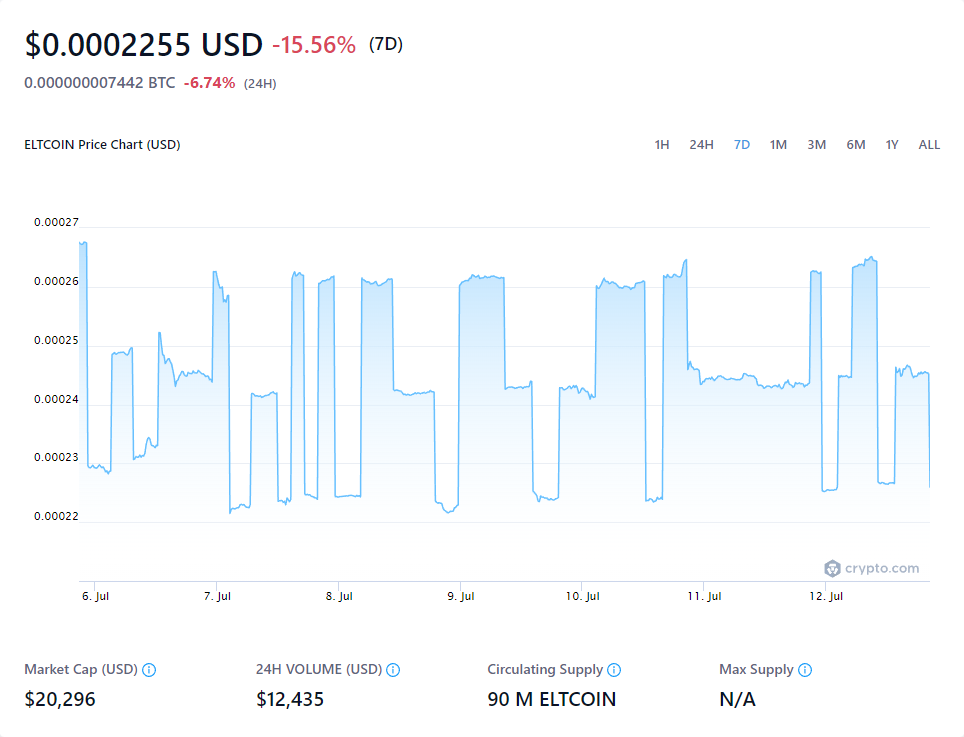 $0.0002255 USD -15.56% (7D)
0.000000007442 BTC -6.74% (24H)
ELTCOIN Price Chart (USD) 1H 24H 7D 1M 3M 6M 1Y ALL
0.00027
0.00026
0.00025
0.00024
0.00023
0.00022
crypto.com
6. Jul 7. Jul 8. Jul 9. Jul 10. Jul 11. Jul 12. Jul
Market Cap (USD) 24H VOLUME (USD) Circulating Supply Max Supply
$20,296 $12,435 90 M ELTCOIN N/A